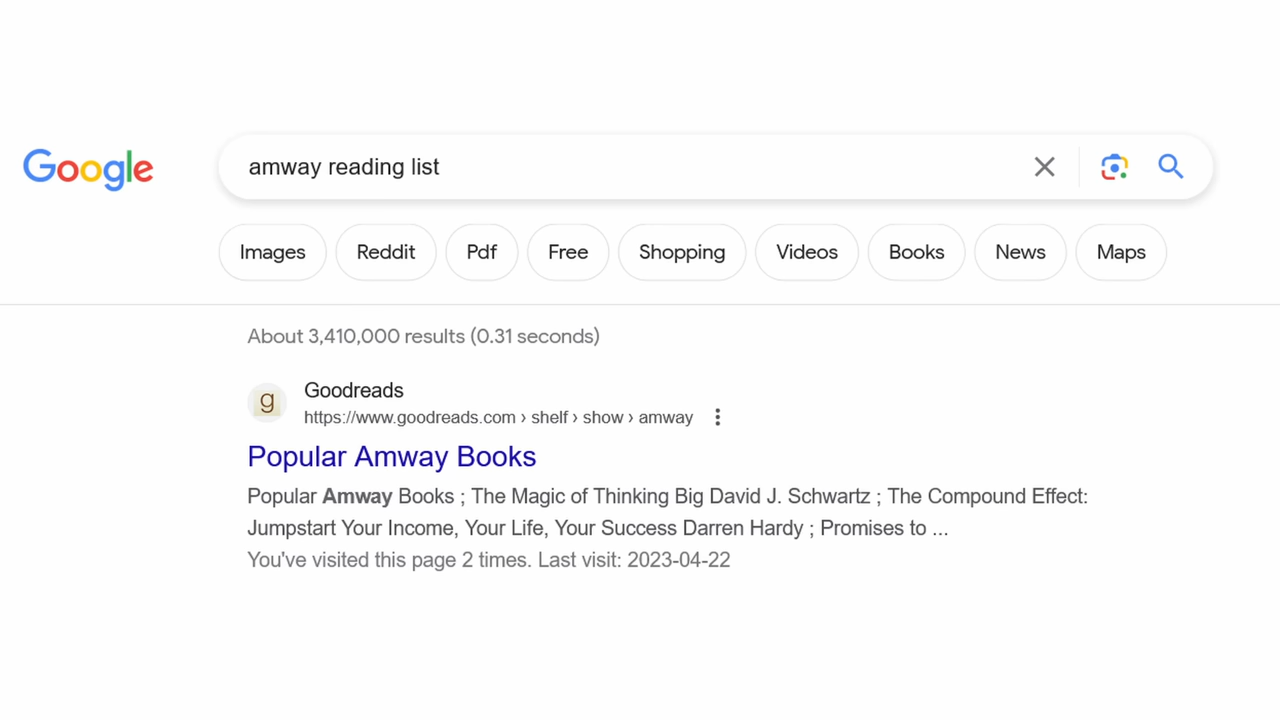 Google
amway reading list
Images Reddit Pdf Free Shopping Videos Books News Maps
About 3,410,000 results (0.31 seconds)
g
Goodreads
https://www.goodreads.com › shelf › show › amway
Popular Amway Books
Popular Amway Books ; The Magic of Thinking Big David J. Schwartz ; The Compound Effect:
Jumpstart Your Income, Your Life, Your Success Darren Hardy ; Promises to ...
You've visited this page 2 times. Last visit: 2023-04-22